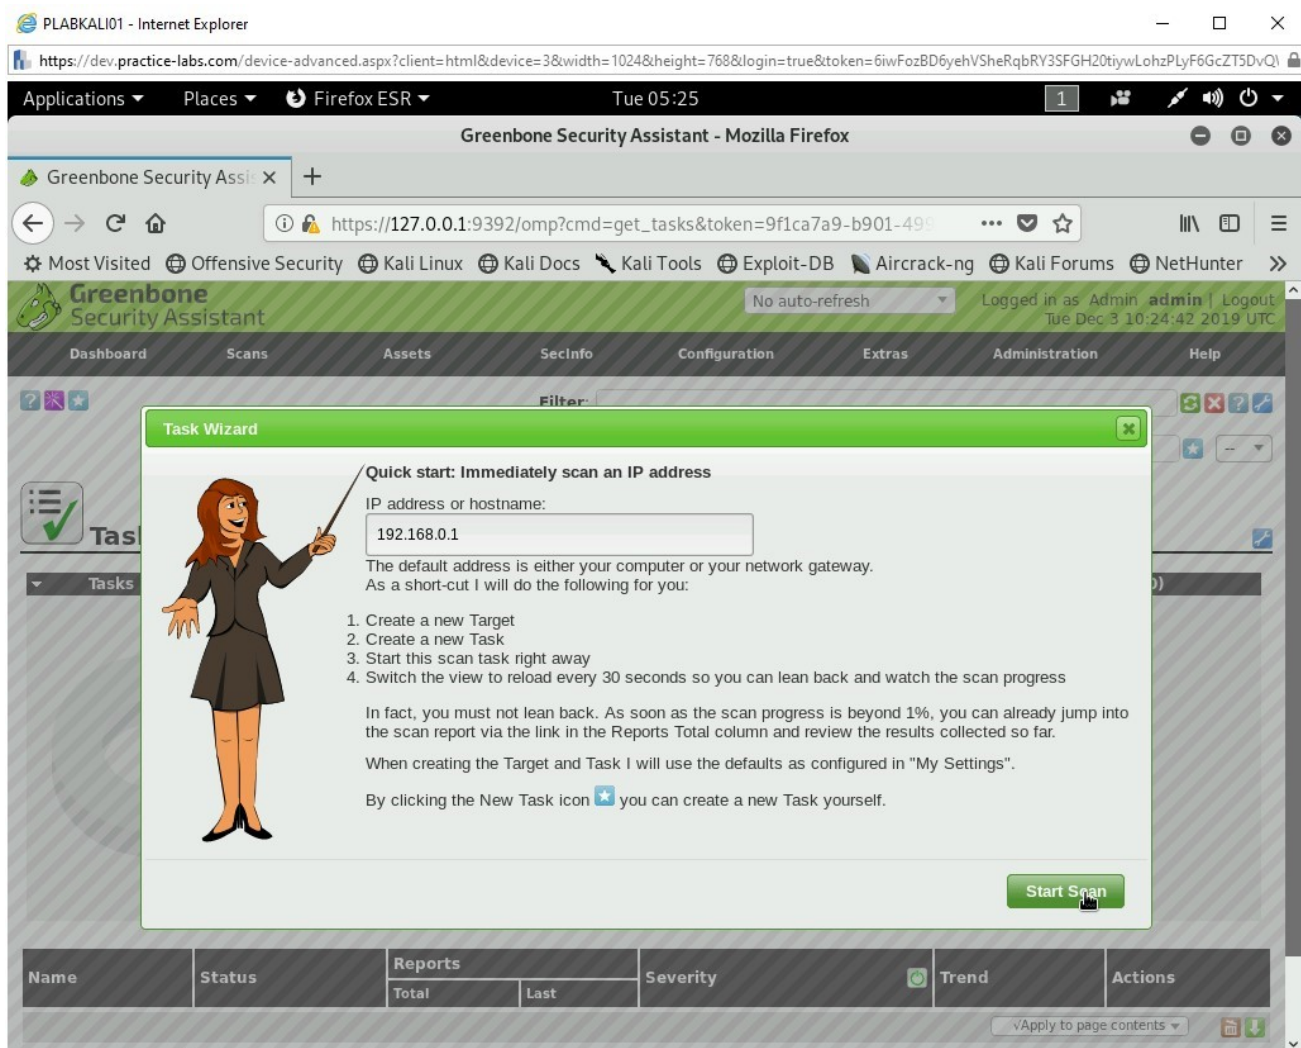 PLABKALI01 - Internet Explorer
https://dev.practice-labs.com/device-advanced.aspx?client=html&device=3&width=1024&height=768&login=true&token=6iwFozBD6yehVSheRqbRY3SFGH20tiywLohzPLyF6GcZT5DvQ\
Applications Places Firefox ESR Tue 05:25 1
Greenbone Security Assistant - Mozilla Firefox
Greenbone Security Assis
https://127.0.0.1:9392/omp?cmd=get_tasks&token=9f1ca7a9-b901-499
Most Visited Offensive Security Kali Linux Kali Docs Kali Tools Exploit-DB Aircrack-ng Kali Forums NetHunter
Greenbone
Security Assistant
No auto-refresh
Logged in as Admin admin | Logout
Tue Dec 3 10:24:42 2019 UTC
Dashboard Scans Assets SecInfo Configuration Extras Administration Help
Filter:
--
Task Wizard
Quick start: Immediately scan an IP address
IP address or hostname:
192.168.0.1
The default address is either your computer or your network gateway.
As a short-cut I will do the following for you:
1. Create a new Target
2. Create a new Task
3. Start this scan task right away
4. Switch the view to reload every 30 seconds so you can lean back and watch the scan progress
In fact, you must not lean back. As soon as the scan progress is beyond 1%, you can already jump into
the scan report via the link in the Reports Total column and review the results collected so far.
When creating the Target and Task I will use the defaults as configured in "My Settings".
By clicking the New Task icon you can create a new Task yourself.
Start Scan
Tas
Tasks
Name Status Reports Severity Trend Actions
Total Last
√Apply to page contents